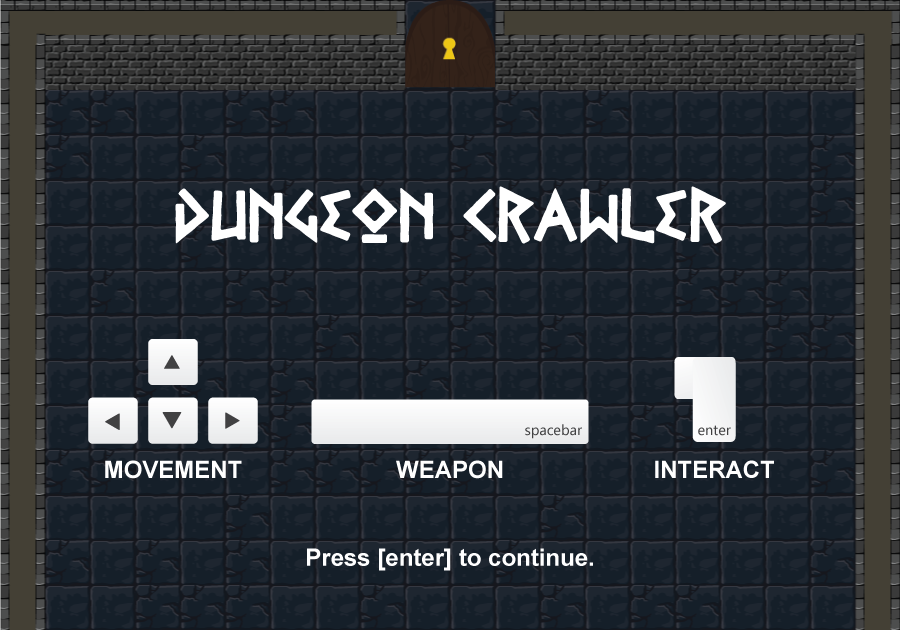 DUNGEON CRAWLER
spacebar
enter
MOVEMENT
WEAPON
INTERACT
Press [enter] to continue.